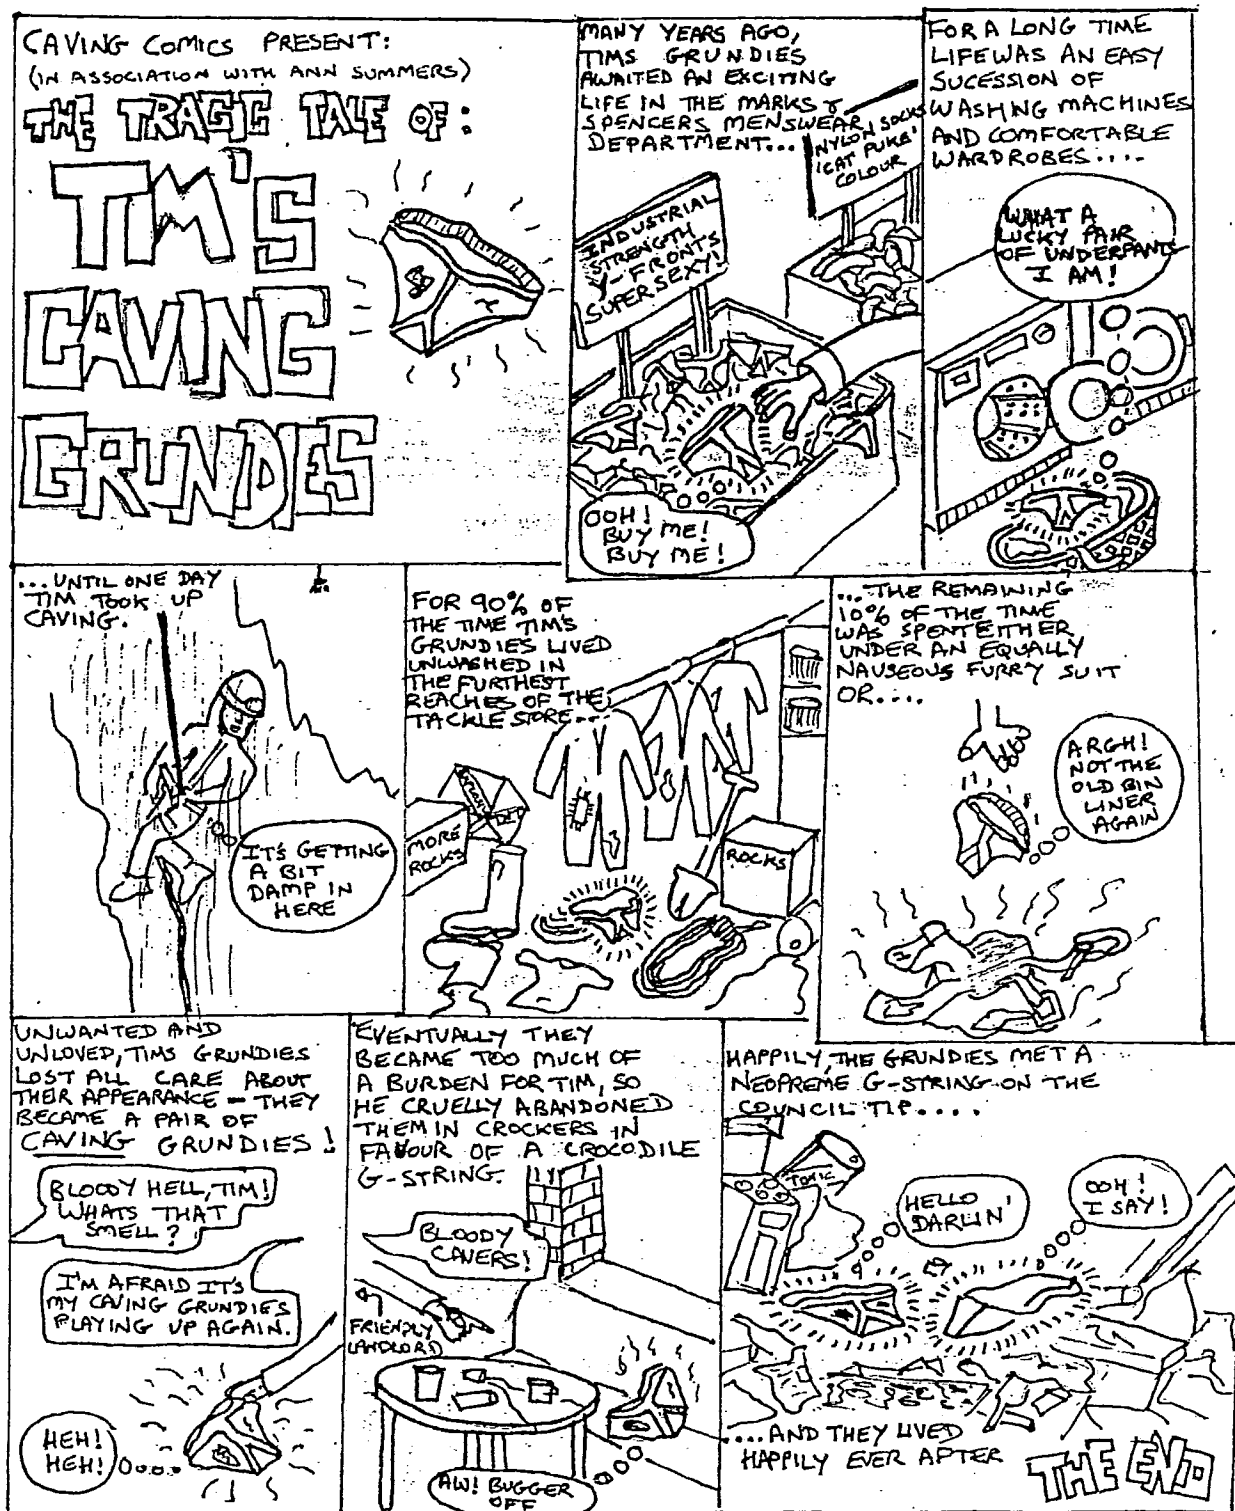 CAVING COMICS PRESENT:
(IN ASSOCIATION WITH ANN SUMMERS)
THE TRAGIC TALE OF:
TIM'S
CAVING
GRUNDIES
MANY YEARS AGO,
TIMS GRUNDIES
AWAITED AN EXCITING
LIFE IN THE MARKS &
SPENCERS MENSWEAR
DEPARTMENT...
NYLON SOCKS
'CAT PUKE'
COLOUR
INDUSTRIAL
STRENGTH
Y-FRONTS
SUPER SEXY!
OOH!
BUY ME!
BUY ME!
FOR A LONG TIME
LIFE WAS AN EASY
SUCESSION OF
WASHING MACHINES
AND COMFORTABLE
WARDROBES....
WHAT A
LUCKY PAIR
OF UNDERPANTS
I AM!
...UNTIL ONE DAY
TIM TOOK UP
CAVING.
IT'S GETTING
A BIT
DAMP IN
HERE
FOR 90% OF
THE TIME TIM'S
GRUNDIES LIVED
UNWASHED IN
THE FURTHEST
REACHES OF THE
TACKLE STORE...
MORE
ROCKS
ROCKS
...THE REMAINING
10% OF THE TIME
WAS SPENT EITHER
UNDER AN EQUALLY
NAUSEOUS FURRY SUIT
OR....
ARGH!
NOT THE
OLD BIN
LINER
AGAIN
UNWANTED AND
UNLOVED, TIMS GRUNDIES
LOST ALL CARE ABOUT
THEIR APPEARANCE - THEY
BECAME A PAIR OF
CAVING GRUNDIES!
BLOODY HELL, TIM!
WHATS THAT
SMELL?
I'M AFRAID IT'S
MY CAVING GRUNDIES
PLAYING UP AGAIN.
HEH!
HEH!
EVENTUALLY THEY
BECAME TOO MUCH OF
A BURDEN FOR TIM, SO
HE CRUELLY ABANDONED
THEM IN CROCKERS IN
FAVOUR OF A CROCODILE
G-STRING.
BLOODY
CAVERS!
FRIENDLY
LANDLORD
AW! BUGGER
OFF
HAPPILY, THE GRUNDIES MET A
NEOPREME G-STRING ON THE
COUNCIL TIP....
TOXIC
HELLO
DARLIN'
OOH!
I SAY!
....AND THEY LIVED
HAPPILY EVER AFTER
THE END